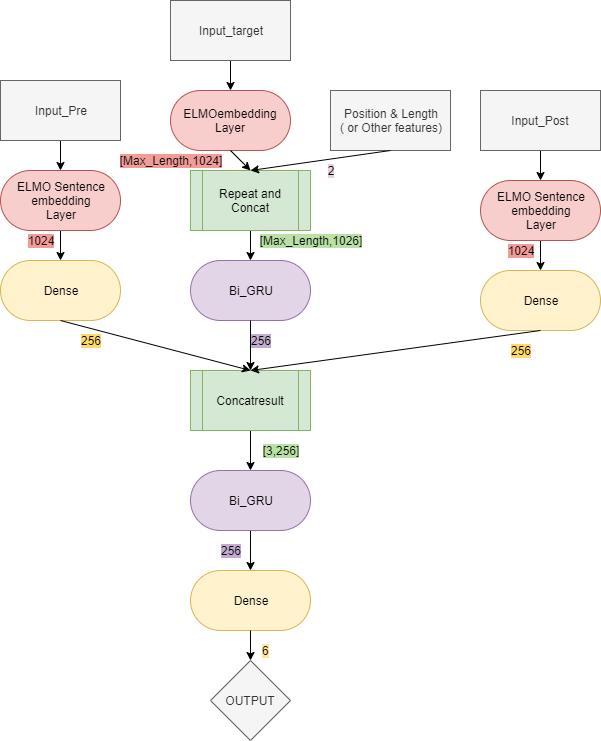 Input_target
Input_Pre
ELMOembedding
Layer
Position & Length
( or Other features)
Input_Post
[Max_Length,1024]
2
ELMO Sentence
embedding
Layer
Repeat and
Concat
ELMO Sentence
embedding
Layer
1024
[Max_Length,1026]
1024
Dense
Bi_GRU
Dense
256
256
256
Concatresult
[3,256]
Bi_GRU
256
Dense
6
OUTPUT